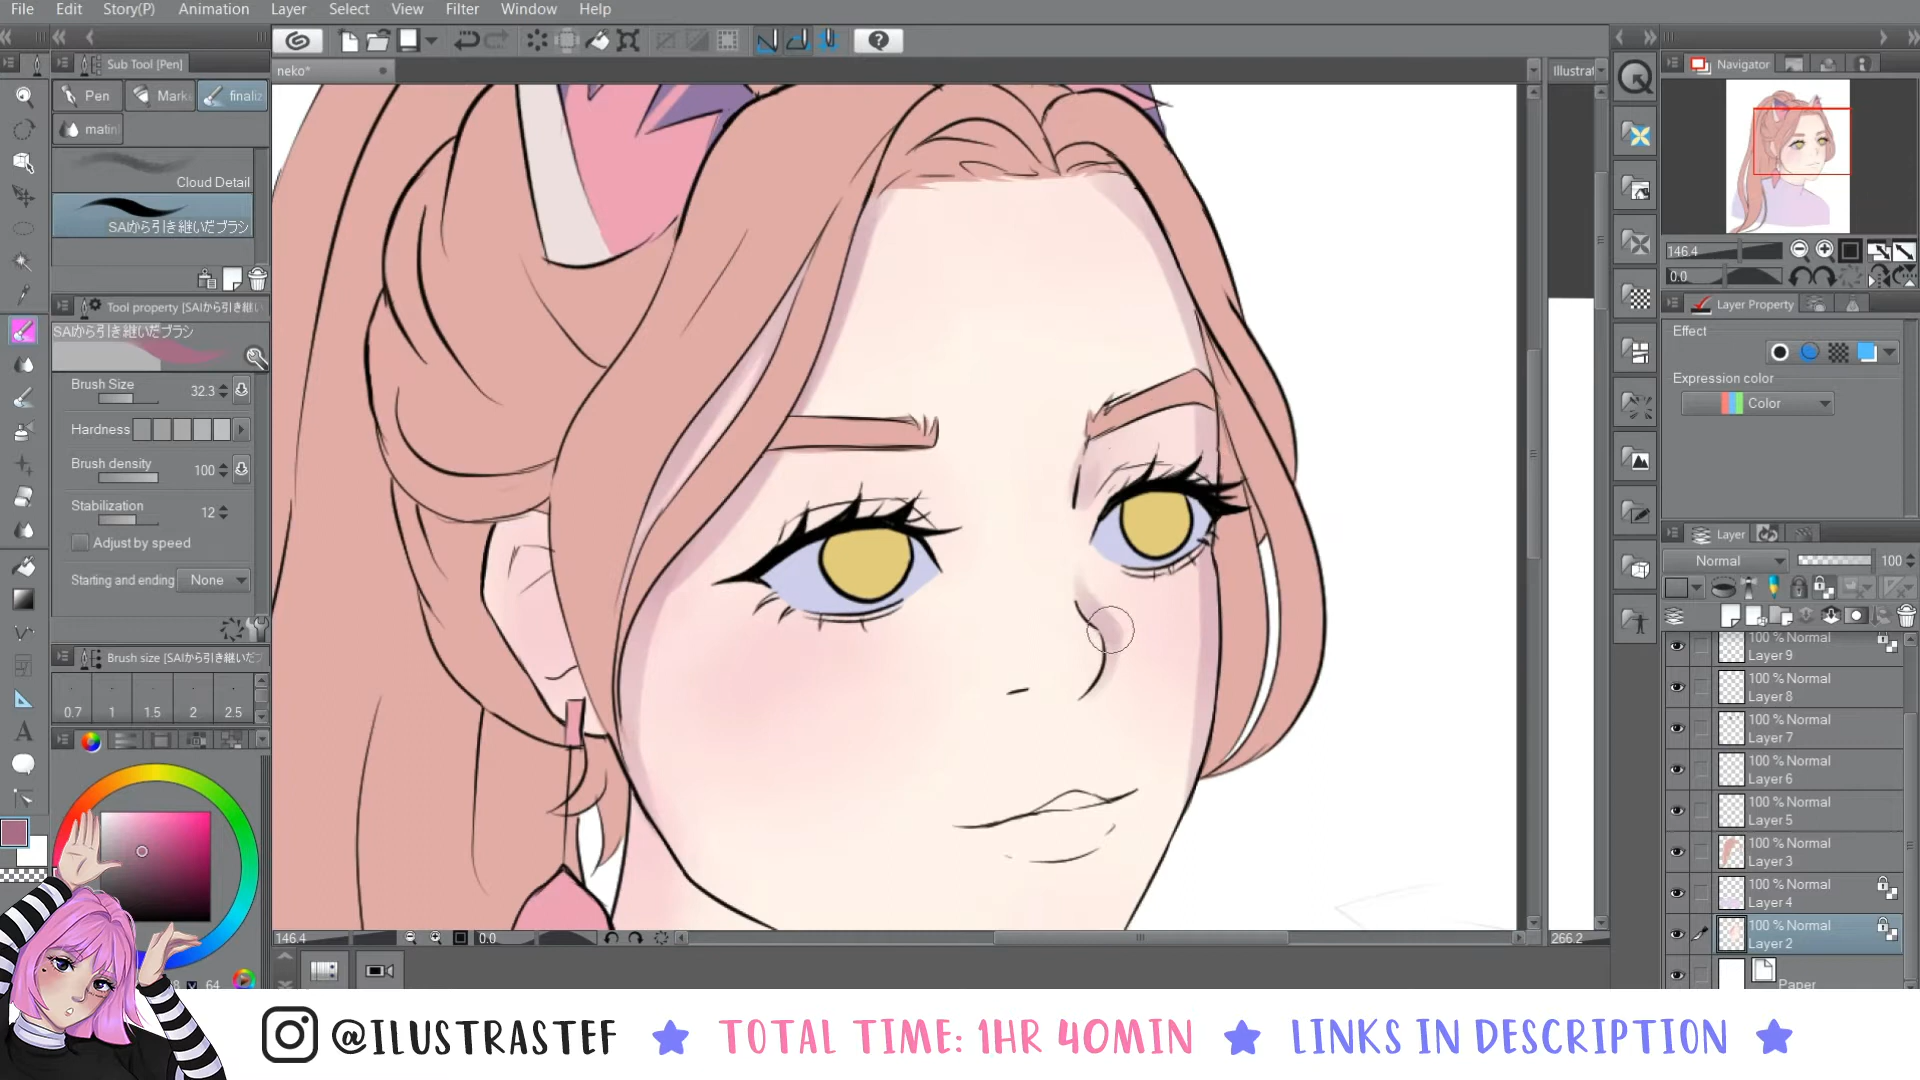 File Edit Story(P) Animation Layer Select View Filter Window Help
Sub Tool [Pen]
Pen Marke finaliz
matin
Cloud Detail
SAIから引き継いだブラシ
Tool property [SAIから引き継い
SAIから引き継いだブラシ
Brush Size 32.3
Hardness
Brush density 100
Stabilization 12
Adjust by speed
Starting and ending None
Brush size [SAIから引き継いだブ
0.7 1 1.5 2 2.5
64
neko*
Illustrat
146.4 0.0
266.2
Navigator
146.4
0.0
Layer Property
Effect
Expression color
Color
Layer
Normal 100
100 % Normal
Layer 9
100 % Normal
Layer 8
100 % Normal
Layer 7
100 % Normal
Layer 6
100 % Normal
Layer 5
100 % Normal
Layer 3
100 % Normal
Layer 4
100 % Normal
Layer 2
Paper
@ILUSTRASTEF TOTAL TIME: 1HR 40MIN LINKS IN DESCRIPTION